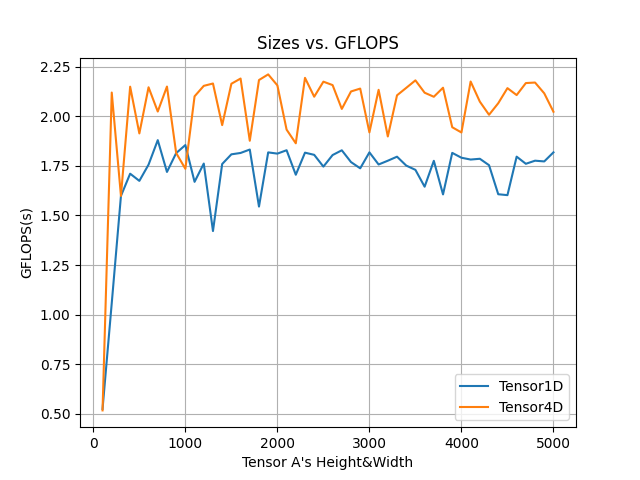 Sizes vs. GFLOPS
GFLOPS(s)
2.25
2.00
1.75
1.50
1.25
1.00
0.75
0.50
Tensor1D
Tensor4D
0 1000 2000 3000 4000 5000
Tensor A's Height&Width